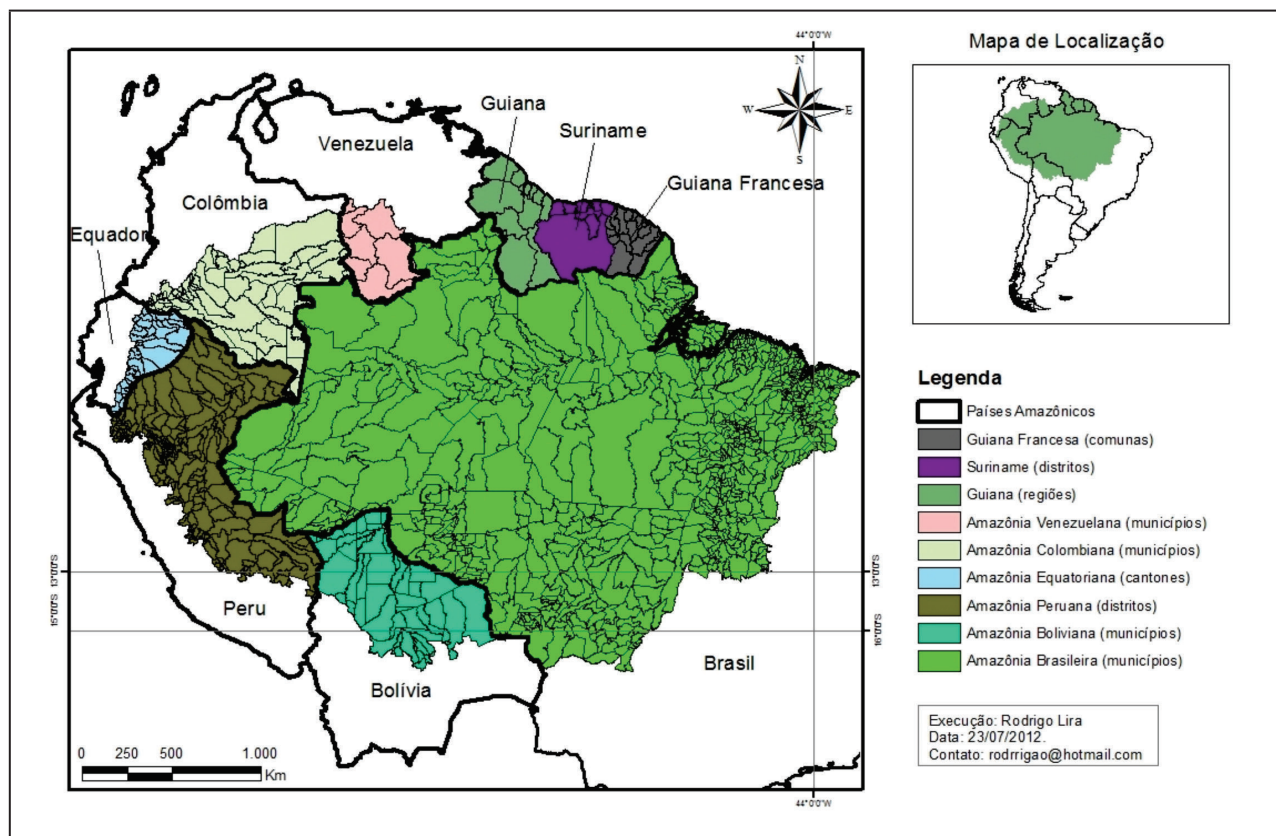 44°0'0"W
Mapa de Localização
N
W
E
S
Guiana
Suriname
Venezuela
Guiana Francesa
Colômbia
Equador
Peru
Bolívia
Brasil
0 250 500 1.000
Km
44°0'0"W
Legenda
Países Amazônicos
Guiana Francesa (comunas)
Suriname (distritos)
Guiana (regiões)
Amazônia Venezuelana (municípios)
Amazônia Colombiana (municípios)
Amazônia Equatoriana (cantones)
Amazônia Peruana (distritos)
Amazônia Boliviana (municípios)
Amazônia Brasileira (municípios)
Execução: Rodrigo Lira
Data: 23/07/2012.
Contato: rodrrigao@hotmail.com